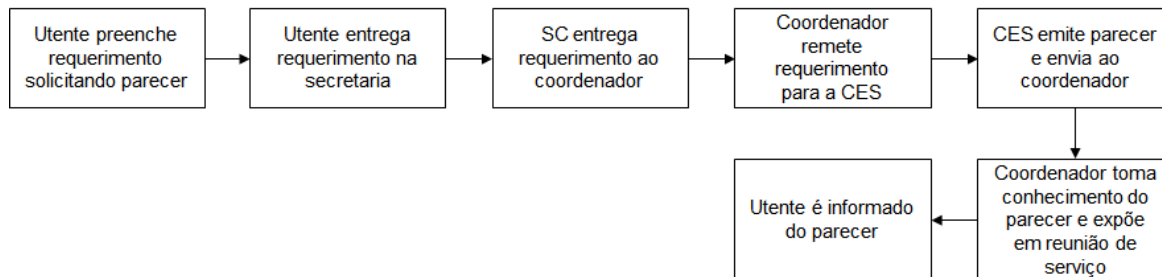 Utente preenche
requerimento
solicitando parecer
Utente entrega
requerimento na
secretaria
SC entrega
requerimento ao
coordenador
Coordenador
remete
requerimento
para a CES
CES emite parecer
e envia ao
coordenador
Coordenador toma
conhecimento do
parecer e expõe
em reunião de
serviço
Utente é informado
do parecer